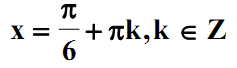 x = π/6 + πk, k ∈ Z